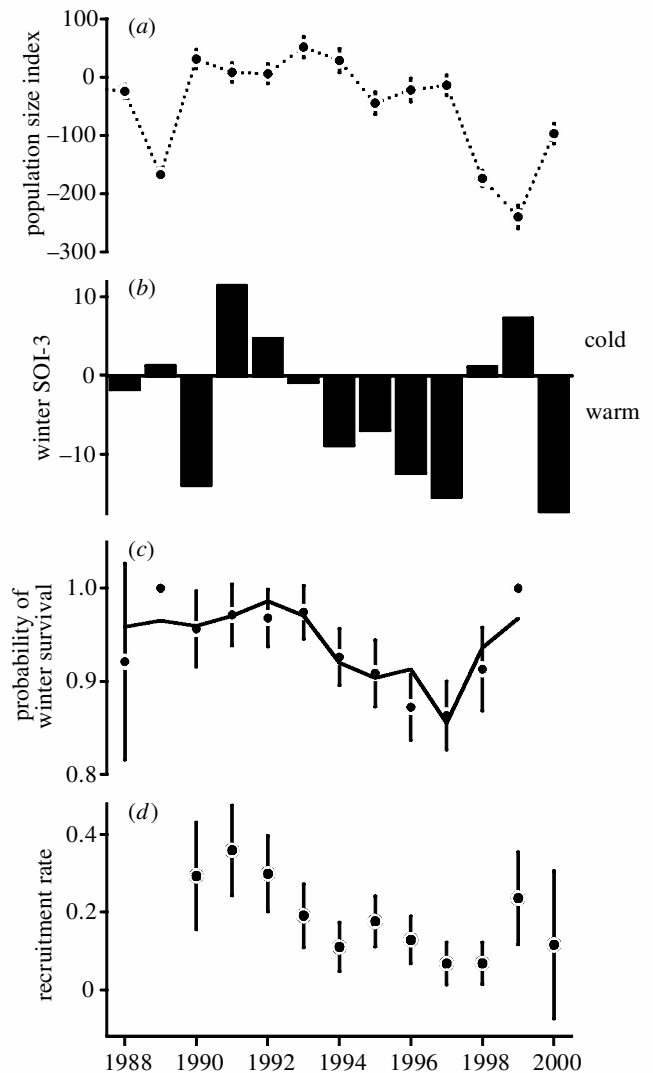 (a)
100
0
–100
–200
–300
population size index
(b)
10
0
–10
winter SOI-3
cold
warm
(c)
1.0
0.9
0.8
probability of
winter survival
(d)
0.4
0.2
0
recruitment rate
1988 1990 1992 1994 1996 1998 2000